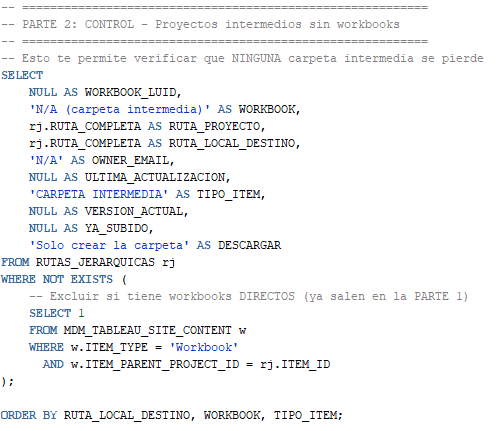 -- ==========================================================
-- PARTE 2: CONTROL - Proyectos intermedios sin workbooks
-- ==========================================================
-- Esto te permite verificar que NINGUNA carpeta intermedia se pierde
SELECT
    NULL AS WORKBOOK_LUID,
    'N/A (carpeta intermedia)' AS WORKBOOK,
    rj.RUTA_COMPLETA AS RUTA_PROYECTO,
    rj.RUTA_COMPLETA AS RUTA_LOCAL_DESTINO,
    'N/A' AS OWNER_EMAIL,
    NULL AS ULTIMA_ACTUALIZACION,
    'CARPETA INTERMEDIA' AS TIPO_ITEM,
    NULL AS VERSION_ACTUAL,
    NULL AS YA_SUBIDO,
    'Solo crear la carpeta' AS DESCARGAR
FROM RUTAS_JERARQUICAS rj
WHERE NOT EXISTS (
    -- Excluir si tiene workbooks DIRECTOS (ya salen en la PARTE 1)
    SELECT 1
    FROM MDM_TABLEAU_SITE_CONTENT w
    WHERE w.ITEM_TYPE = 'Workbook'
      AND w.ITEM_PARENT_PROJECT_ID = rj.ITEM_ID
);

ORDER BY RUTA_LOCAL_DESTINO, WORKBOOK, TIPO_ITEM;